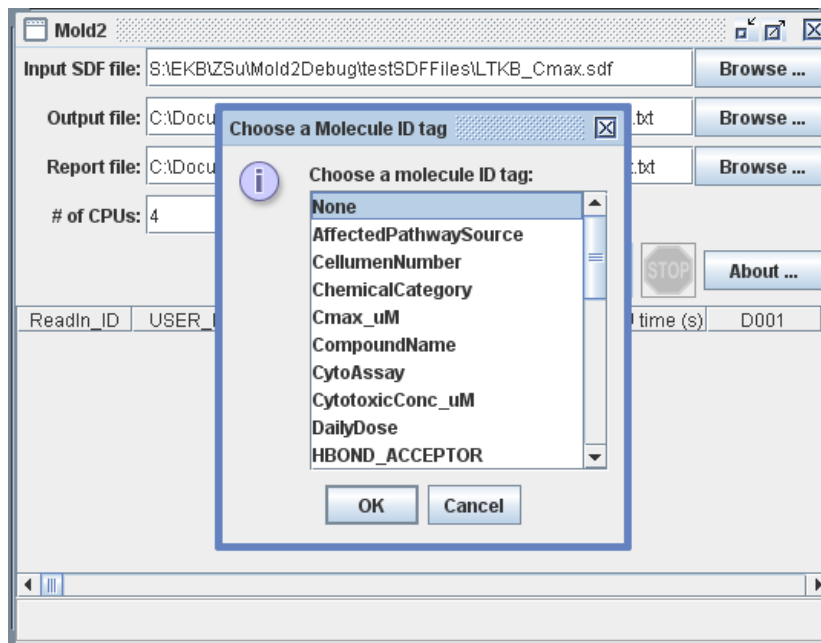 Mold2
Input SDF file: S:\EKB\ZSu\Mold2Debug\testSDFFiles\LTKB_Cmax.sdf Browse ...
Output file: C:\Docu .txt Browse ...
Report file: C:\Docu .txt Browse ...
# of CPUs: 4
STOP About ...
ReadIn_ID USER_ time (s) D001
Choose a Molecule ID tag
i
Choose a molecule ID tag:
None
AffectedPathwaySource
CellumenNumber
ChemicalCategory
Cmax_uM
CompoundName
CytoAssay
CytotoxicConc_uM
DailyDose
HBOND_ACCEPTOR
OK Cancel